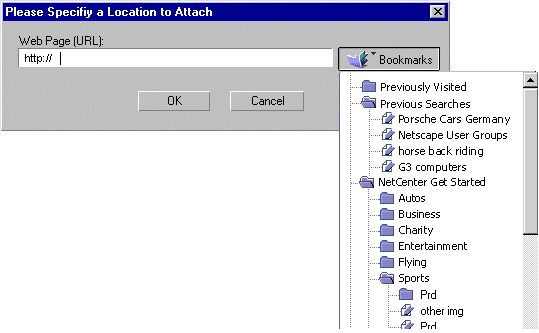 Please Specifiy a Location to Attach
Web Page (URL):
http://
Bookmarks
OK
Cancel
Previously Visited
Previous Searches
Porsche Cars Germany
Netscape User Groups
horse back riding
G3 computers
NetCenter Get Started
Autos
Business
Charity
Entertainment
Flying
Sports
Prd
other img
Prd